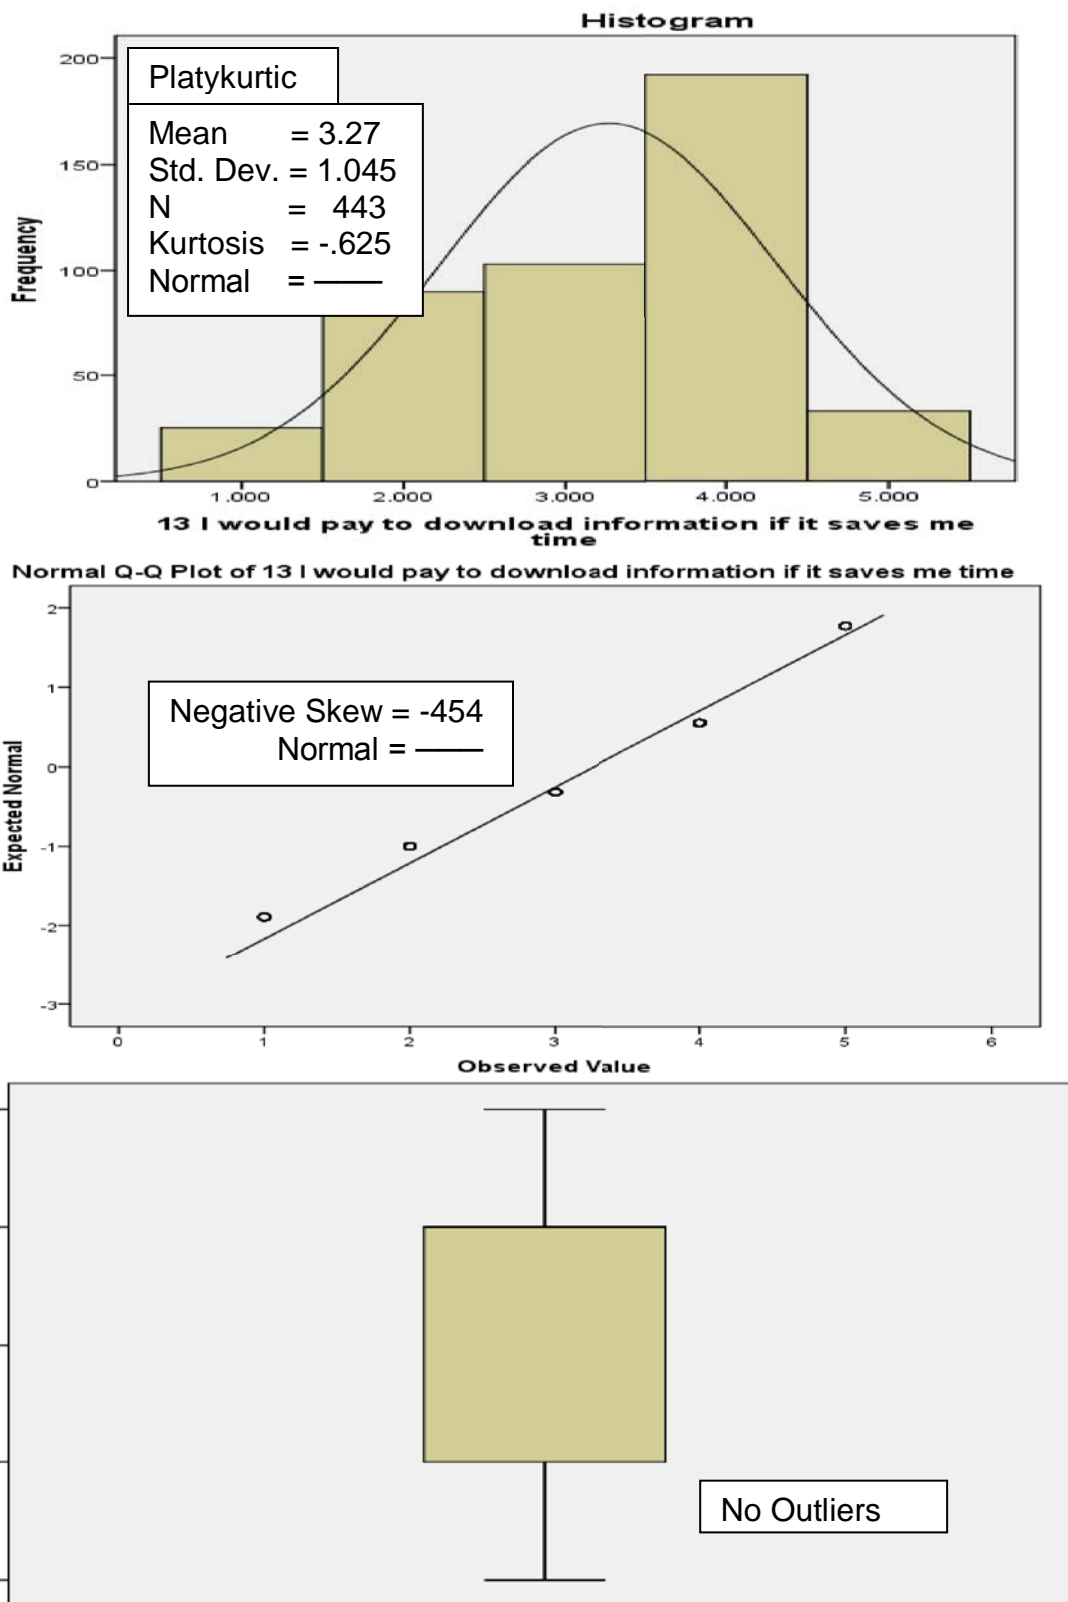 Histogram
200
150
100
50
0
Frequency
Platykurtic
Mean = 3.27
Std. Dev. = 1.045
N = 443
Kurtosis = -.625
Normal = ——
1.000 2.000 3.000 4.000 5.000
13 I would pay to download information if it saves me
time
Normal Q-Q Plot of 13 I would pay to download information if it saves me time
2
1
0
-1
-2
-3
Expected Normal
Negative Skew = -454
Normal = ——
0 1 2 3 4 5 6
Observed Value
No Outliers